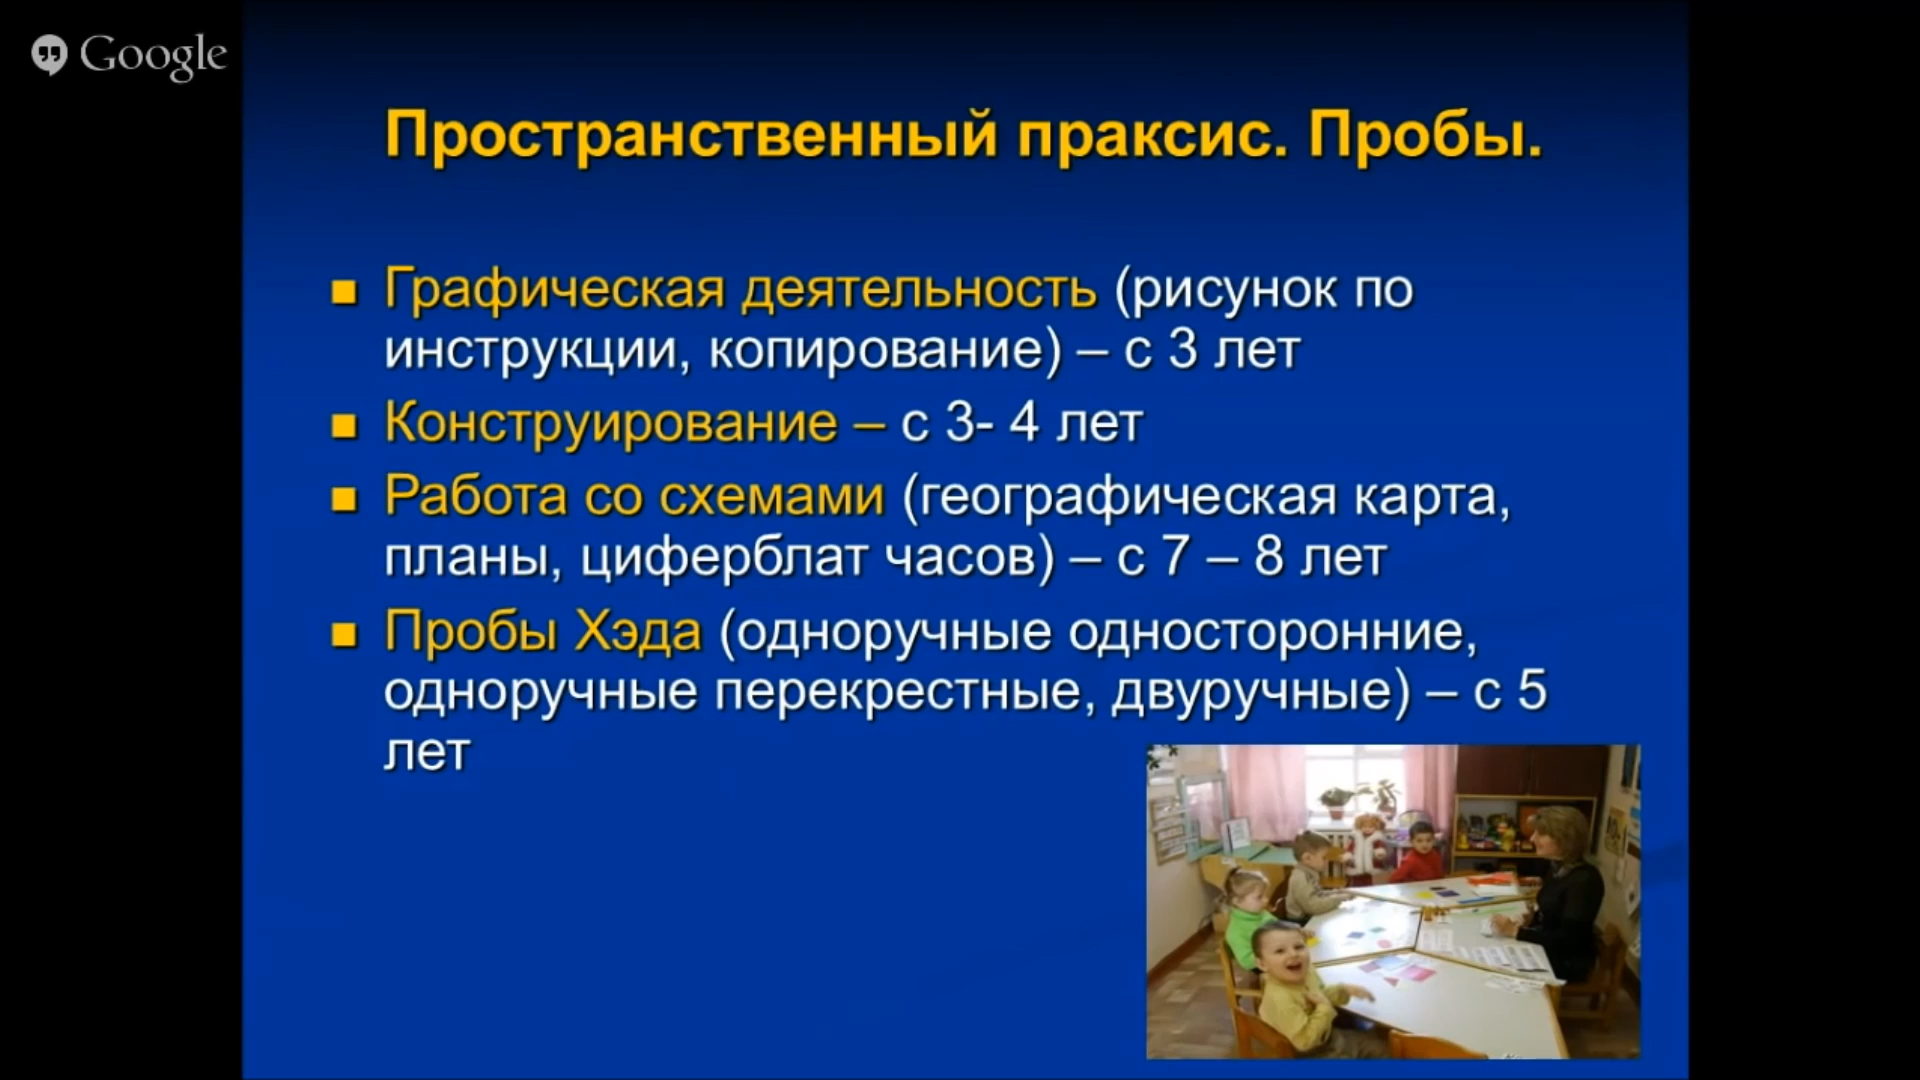 Google
Пространственный праксис. Пробы.
Графическая деятельность (рисунок по
инструкции, копирование) – с 3 лет
Конструирование – с 3- 4 лет
Работа со схемами (географическая карта,
планы, циферблат часов) – с 7 – 8 лет
Пробы Хэда (одноручные односторонние,
одноручные перекрестные, двуручные) – с 5
лет